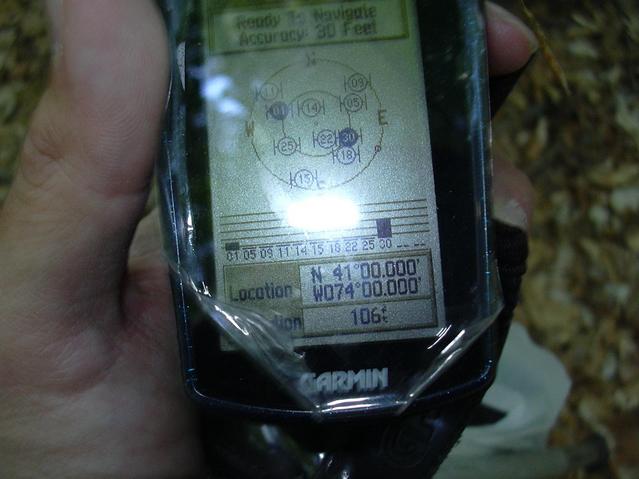 Ready To Navigate
Accuracy: 30 Feet
N
11 09
01 14 05
W E
22 30
25 18
15
01 05 09 11 14 15 18 22 25 30 -- --
Location N 41°00.000'
W074°00.000'
106
GARMIN